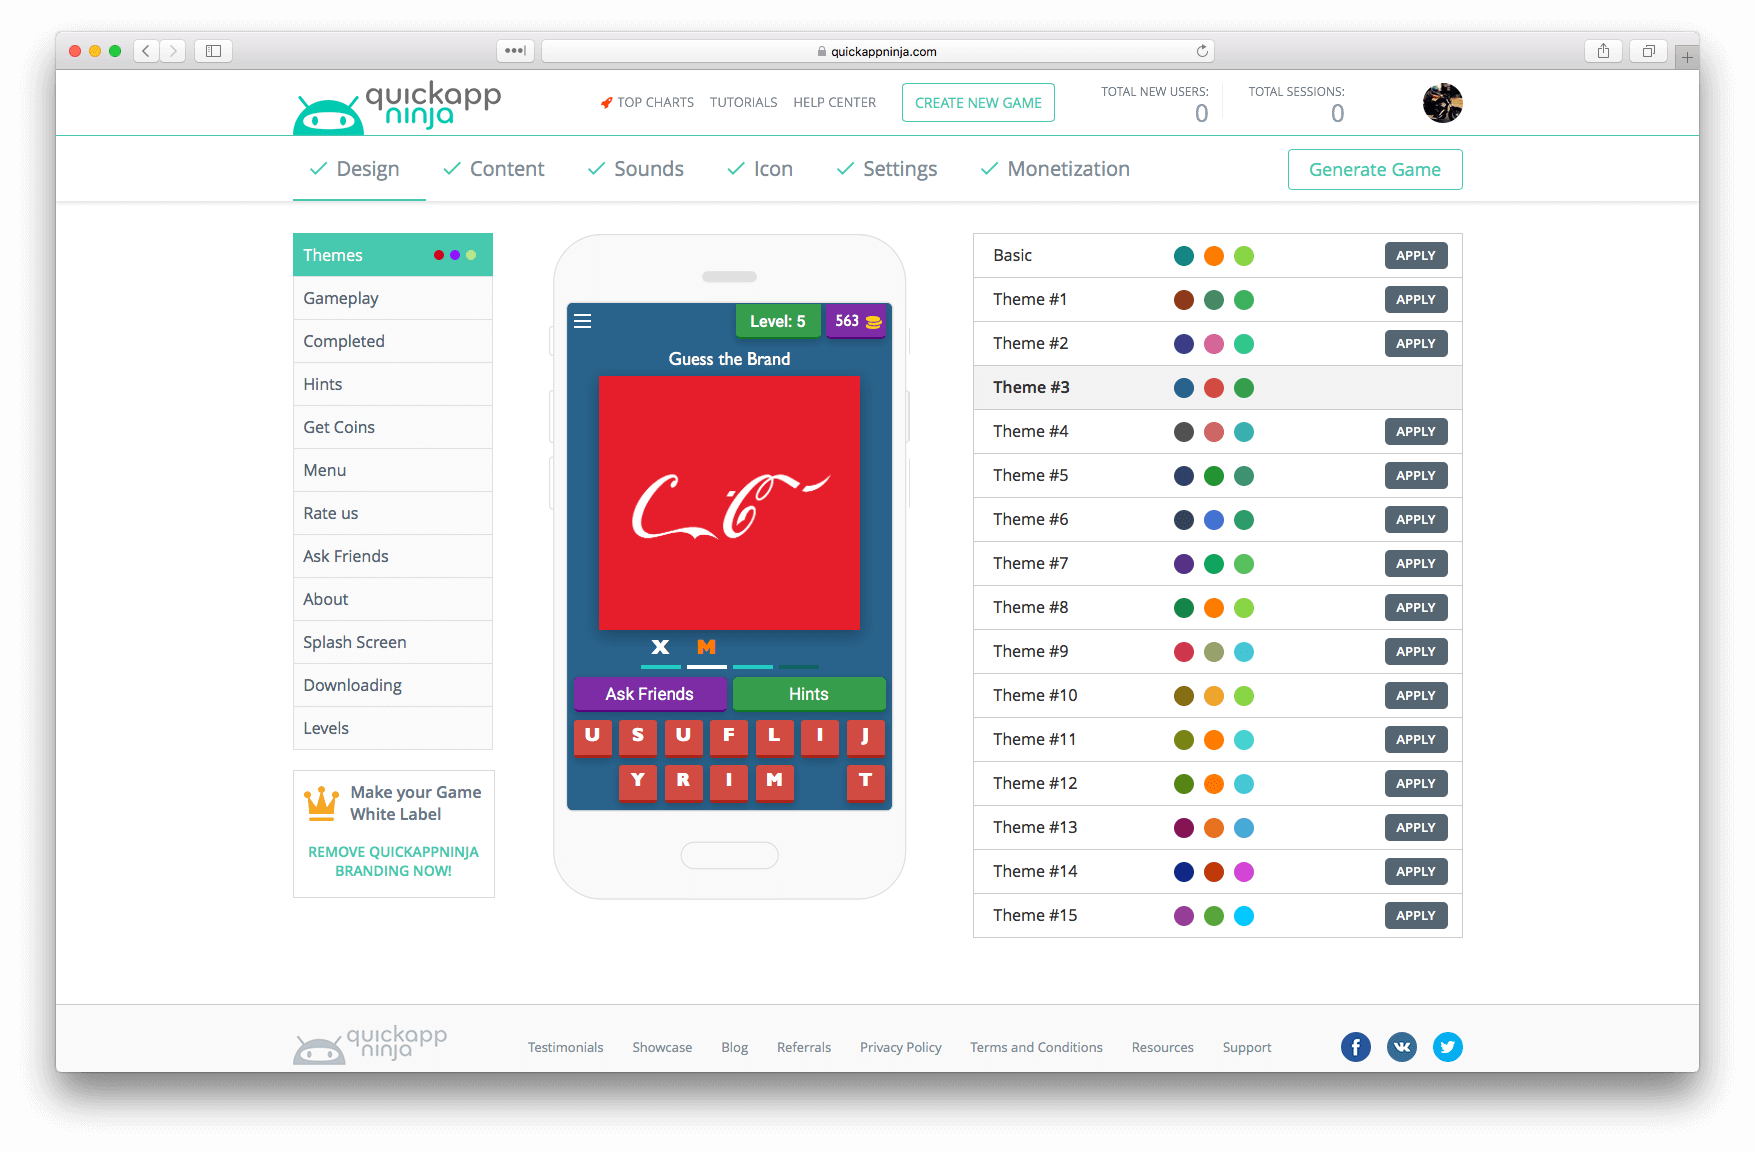 quickappninja.com
quickapp
ninja
TOP CHARTS
TUTORIALS
HELP CENTER
CREATE NEW GAME
TOTAL NEW USERS:
0
TOTAL SESSIONS:
0
Design
Content
Sounds
Icon
Settings
Monetization
Generate Game
Themes
Gameplay
Completed
Hints
Get Coins
Menu
Rate us
Ask Friends
About
Splash Screen
Downloading
Levels
Make your Game
White Label
REMOVE QUICKAPPNINJA
BRANDING NOW!
Level: 5
563
Guess the Brand
X M
Ask Friends
Hints
U S U F L I J
Y R I M T
Basic APPLY
Theme #1 APPLY
Theme #2 APPLY
Theme #3
Theme #4 APPLY
Theme #5 APPLY
Theme #6 APPLY
Theme #7 APPLY
Theme #8 APPLY
Theme #9 APPLY
Theme #10 APPLY
Theme #11 APPLY
Theme #12 APPLY
Theme #13 APPLY
Theme #14 APPLY
Theme #15 APPLY
quickapp
ninja
Testimonials
Showcase
Blog
Referrals
Privacy Policy
Terms and Conditions
Resources
Support